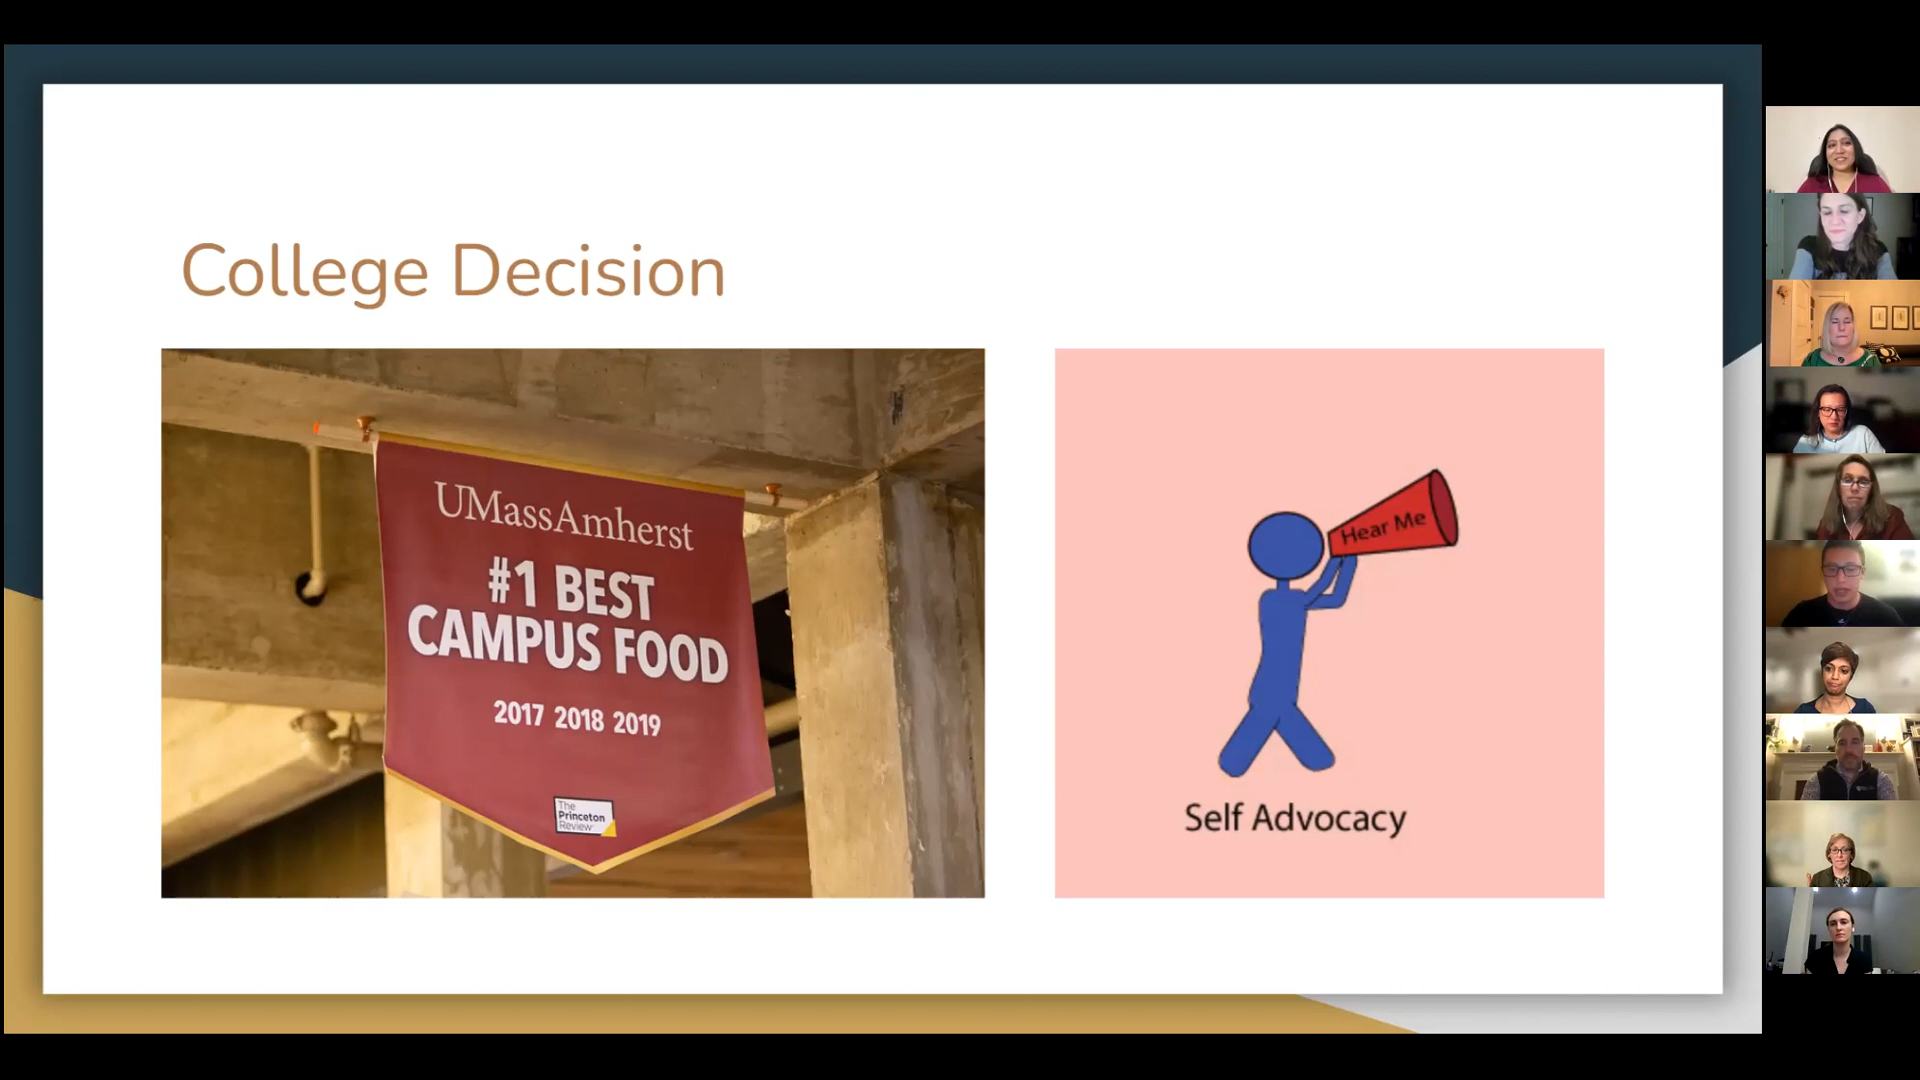 College Decision
UMassAmherst
#1 BEST
CAMPUS FOOD
2017 2018 2019
The
Princeton
Review
Hear Me
Self Advocacy